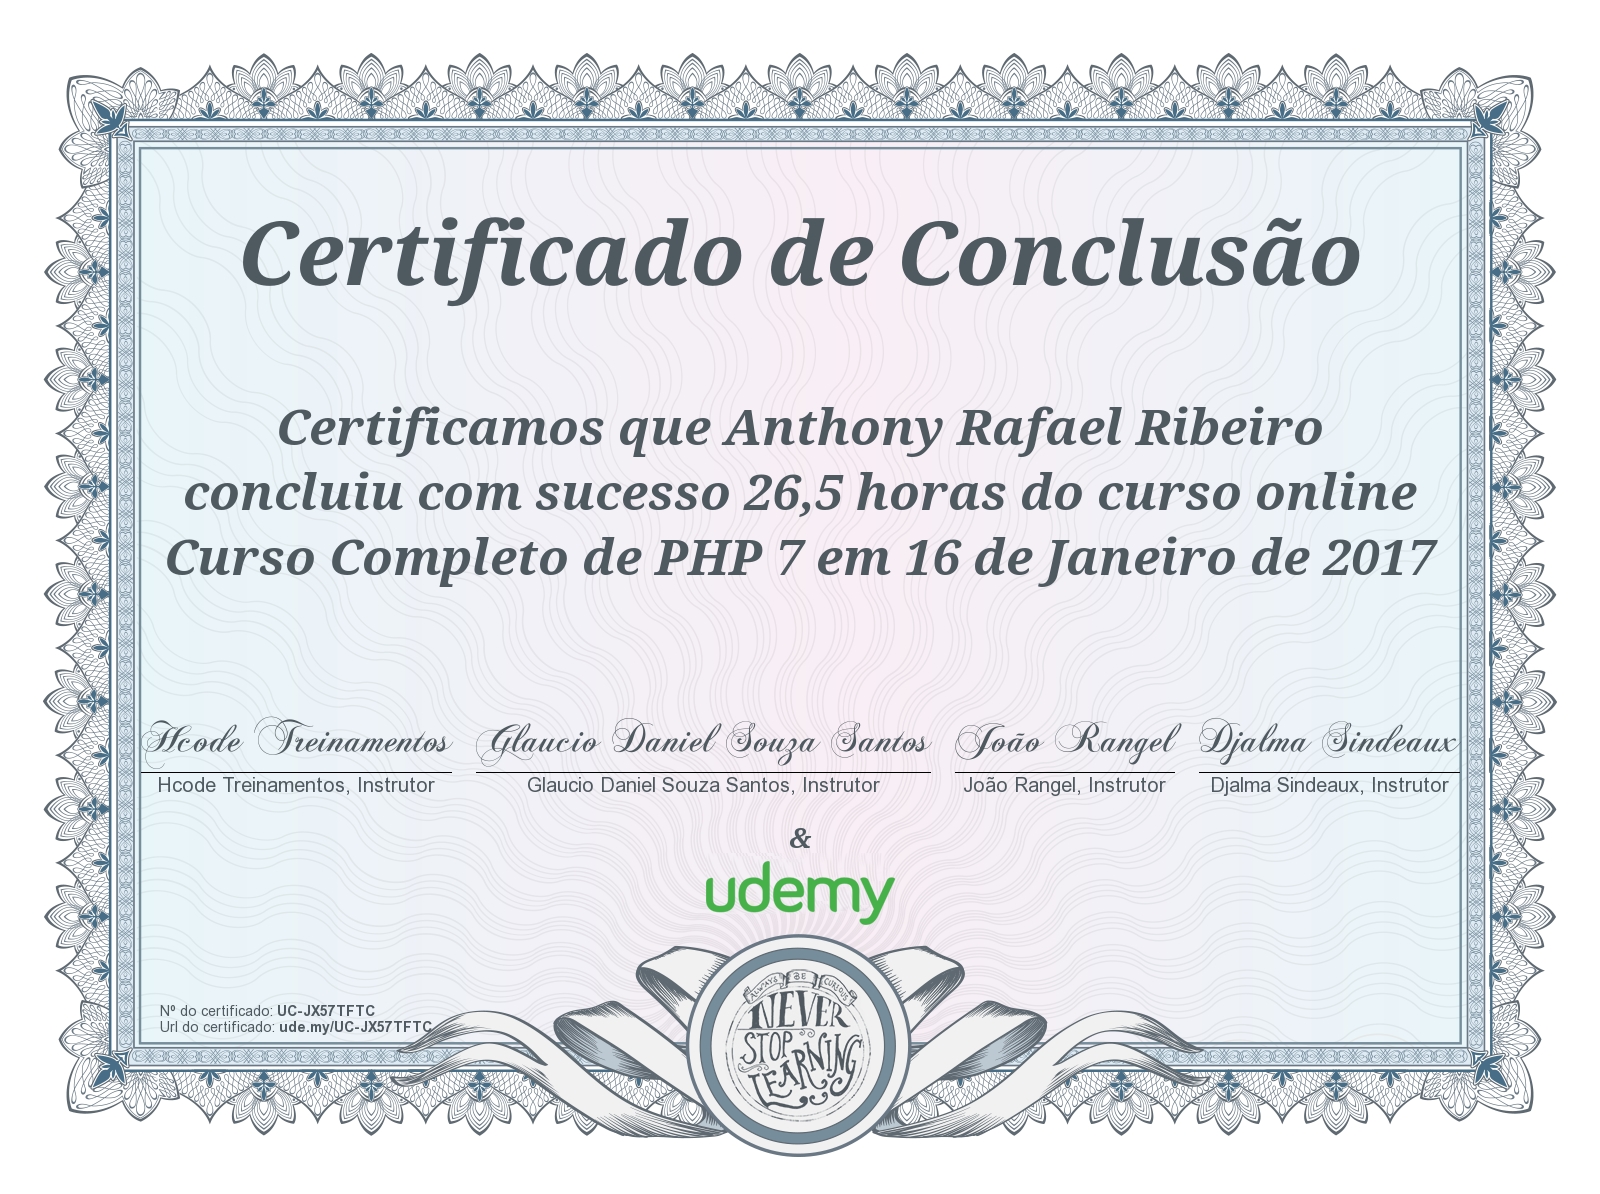 Certificado de Conclusão
Certificamos que Anthony Rafael Ribeiro
concluiu com sucesso 26,5 horas do curso online
Curso Completo de PHP 7 em 16 de Janeiro de 2017
Hcode Treinamentos Glaucio Daniel Souza Santos João Rangel Djalma Sindeaux
Hcode Treinamentos, Instrutor Glaucio Daniel Souza Santos, Instrutor João Rangel, Instrutor Djalma Sindeaux, Instrutor
&
udemy
Nº do certificado: UC-JX57TFTC
Url do certificado: ude.my/UC-JX57TFTC
ALWAYS BE CURIOUS
NEVER
STOP
LEARNING